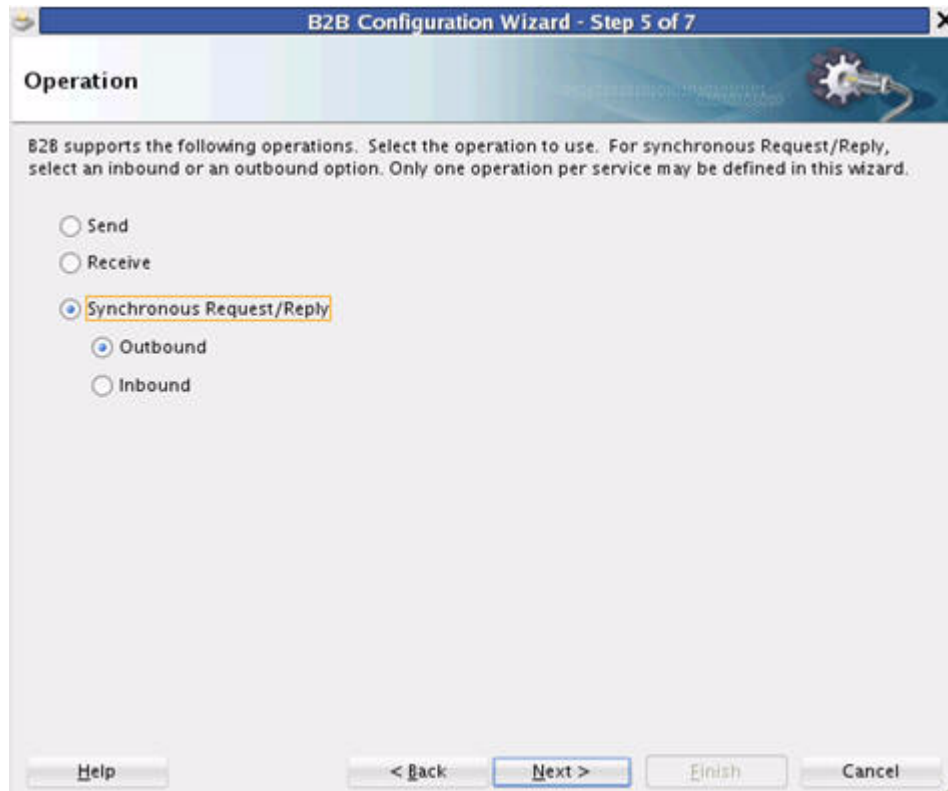 B2B Configuration Wizard - Step 5 of 7
Operation
B2B supports the following operations. Select the operation to use. For synchronous Request/Reply,
select an inbound or an outbound option. Only one operation per service may be defined in this wizard.
Send
Receive
Synchronous Request/Reply
Outbound
Inbound
Help
< Back
Next >
Finish
Cancel